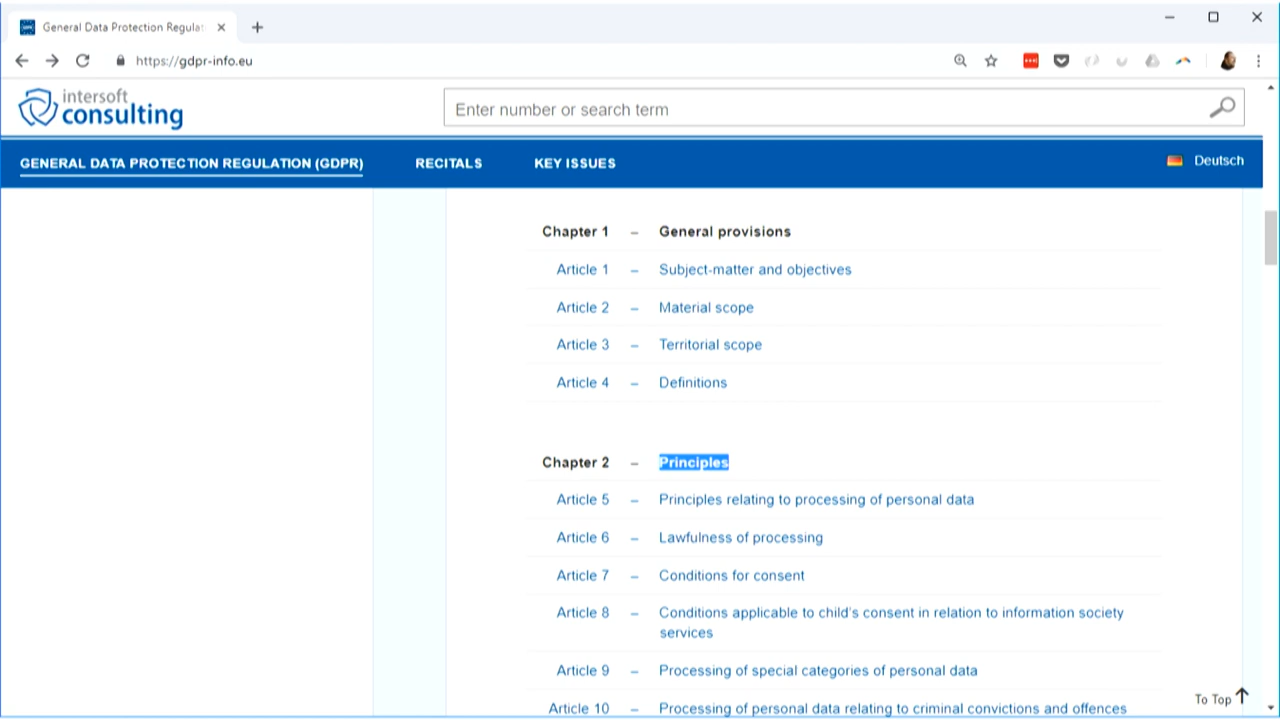 General Data Protection Regulat
https://gdpr-info.eu
intersoft
consulting
Enter number or search term
GENERAL DATA PROTECTION REGULATION (GDPR) RECITALS KEY ISSUES Deutsch
Chapter 1 – General provisions
Article 1 – Subject-matter and objectives
Article 2 – Material scope
Article 3 – Territorial scope
Article 4 – Definitions
Chapter 2 – Principles
Article 5 – Principles relating to processing of personal data
Article 6 – Lawfulness of processing
Article 7 – Conditions for consent
Article 8 – Conditions applicable to child's consent in relation to information society
services
Article 9 – Processing of special categories of personal data
To Top
Article 10 – Processing of personal data relating to criminal convictions and offences